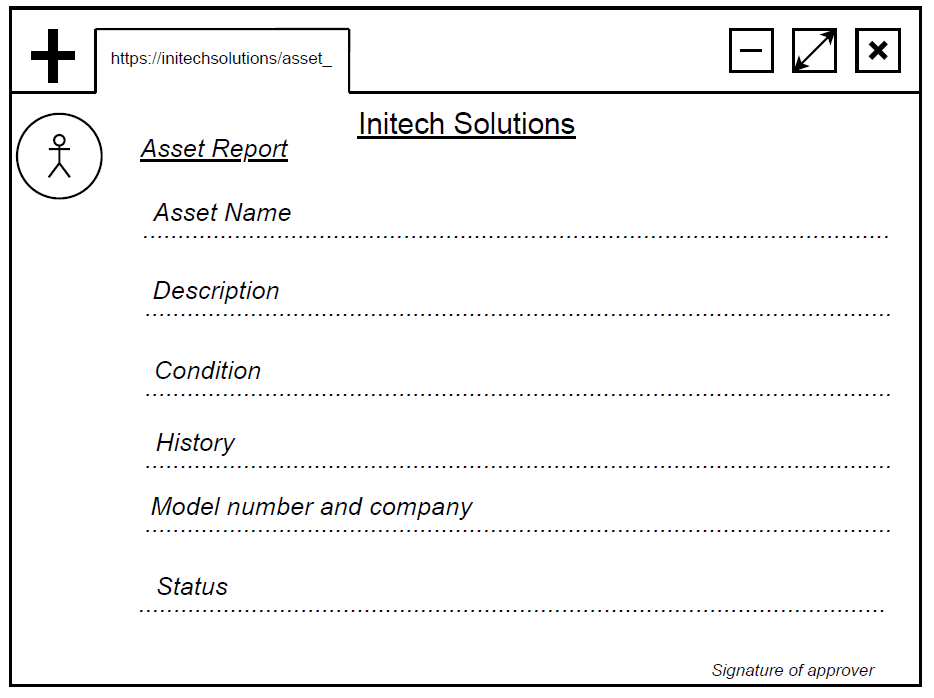 https://initechsolutions/asset_
Initech Solutions
Asset Report
Asset Name
Description
Condition
History
Model number and company
Status
Signature of approver